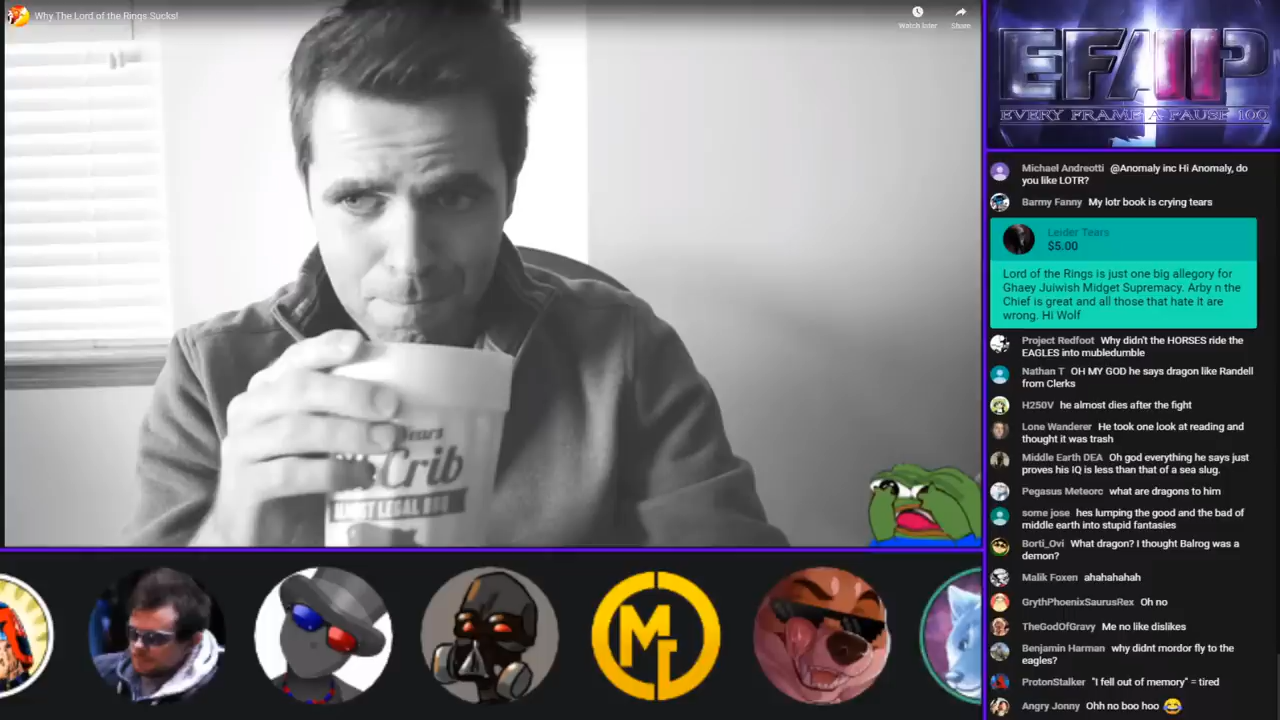 Why The Lord of the Rings Sucks!
Watch later
Share
Years
Crib
ALMOST LEGAL BBQ
EFAP
EVERY FRAME A PAUSE 100
Michael Andreotti @Anomaly inc Hi Anomaly, do
you like LOTR?
Barmy Fanny My lotr book is crying tears
Leider Tears
$5.00
Lord of the Rings is just one big allegory for
Ghaey Juiwish Midget Supremacy. Arby n the
Chief is great and all those that hate it are
wrong. Hi Wolf
Project Redfoot Why didn't the HORSES ride the
EAGLES into mubledumble
Nathan T OH MY GOD he says dragon like Randell
from Clerks
H250V he almost dies after the fight
Lone Wanderer He took one look at reading and
thought it was trash
Middle Earth DEA Oh god everything he says just
proves his IQ is less than that of a sea slug.
Pegasus Meteorc what are dragons to him
some jose hes lumping the good and the bad of
middle earth into stupid fantasies
Borti_Ovi What dragon? I thought Balrog was a
demon?
Malik Foxen ahahahahah
GrythPhoenixSaurusRex Oh no
TheGodOfGravy Me no like dislikes
Benjamin Harman why didnt mordor fly to the
eagles?
ProtonStalker "I fell out of memory" = tired
Angry Jonny Ohh no boo hoo 😂